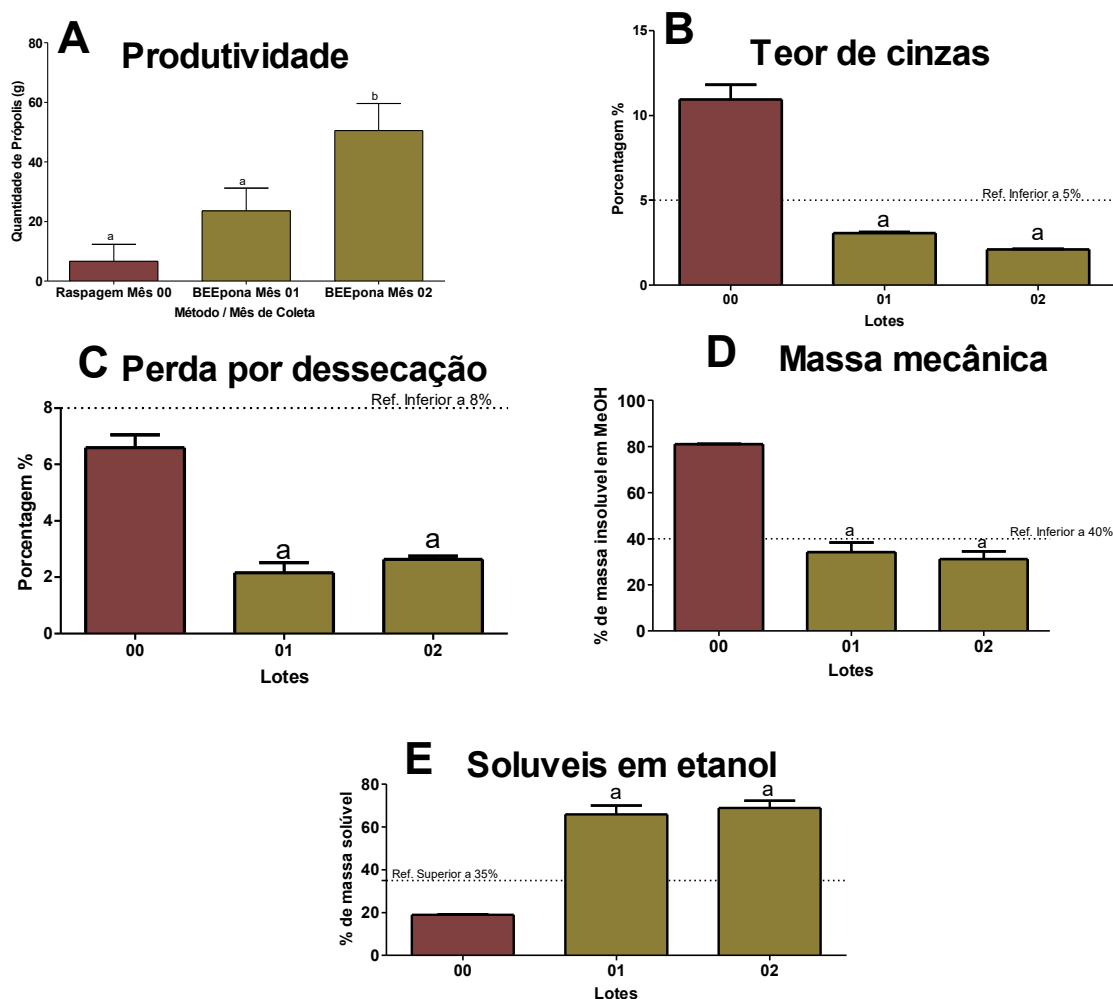 A Produtividade
80
60
40
20
0
Quantidade de Própolis (g)
a
a
b
Raspagem Mês 00 BEEpona Mês 01 BEEpona Mês 02
Método / Mês de Coleta
B Teor de cinzas
15
10
5
0
Porcentagem %
Ref. Inferior a 5%
a
a
00 01 02
Lotes
C Perda por dessecação
Ref. Inferior a 8%
8
6
4
2
0
Porcentagem %
a
a
00 01 02
Lotes
D Massa mecânica
100
80
60
40
20
0
% de massa insoluvel em MeOH
Ref. Inferior a 40%
a
a
00 01 02
Lotes
E Soluveis em etanol
80
60
40
20
0
% de massa solúvel
Ref. Superior a 35%
a
a
00 01 02
Lotes